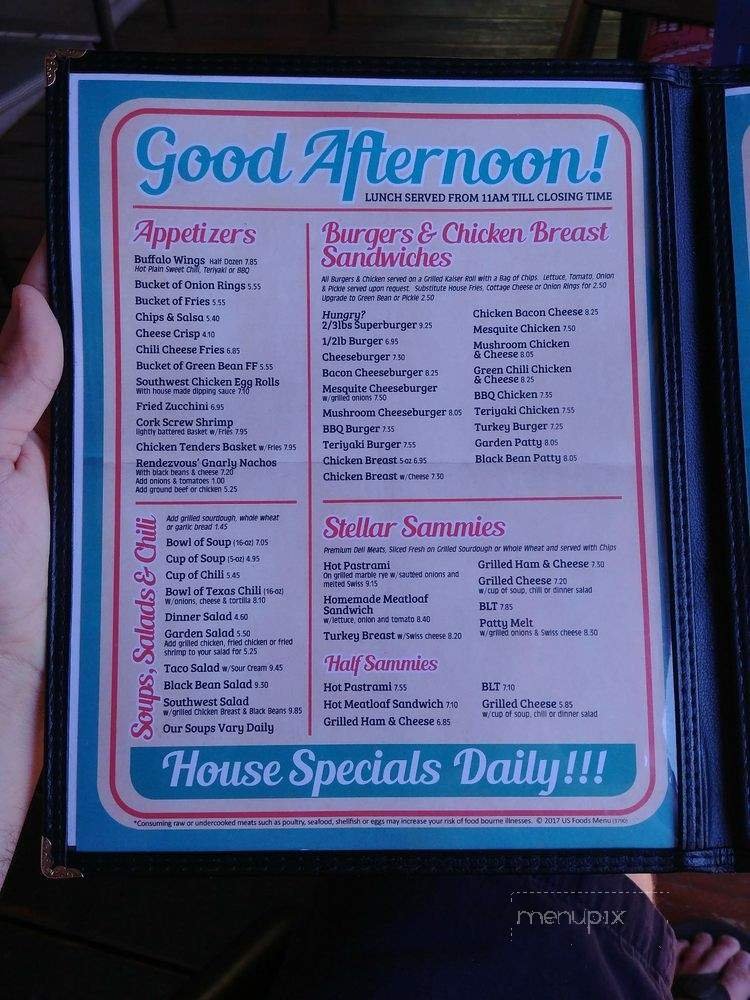 Good Afternoon!
LUNCH SERVED FROM 11AM TILL CLOSING TIME
Appetizers
Buffalo Wings Half Dozen 7.85
Hot Plain Sweet Chili, Teriyaki or BBQ
Bucket of Onion Rings 5.55
Bucket of Fries 5.55
Chips & Salsa 5.40
Cheese Crisp 4.10
Chili Cheese Fries 6.85
Bucket of Green Bean FF 5.55
Southwest Chicken Egg Rolls
With house made dipping sauce 7.10
Fried Zucchini 6.95
Cork Screw Shrimp
lightly battered Basket w/Fries 7.95
Chicken Tenders Basket w/Fries 7.95
Rendezvous' Gnarly Nachos
With black beans & cheese 7.20
Add onions & tomatoes 1.00
Add ground beef or chicken 5.25
Soups, Salads & Chili
Add grilled sourdough, whole wheat
or garlic bread 1.45
Bowl of Soup (16-oz) 7.05
Cup of Soup (5-oz) 4.95
Cup of Chili 5.45
Bowl of Texas Chili (16-oz)
w/onions, cheese & tortilla 8.10
Dinner Salad 4.60
Garden Salad 5.50
Add grilled chicken, fried chicken or fried
shrimp to your salad for 5.25
Taco Salad w/Sour Cream 9.45
Black Bean Salad 9.30
Southwest Salad
w/grilled Chicken Breast & Black Beans 9.85
Our Soups Vary Daily
Burgers & Chicken Breast
Sandwiches
All Burgers & Chicken served on a Grilled Kaiser Roll with a Bag of Chips. Lettuce, Tomato, Onion
& Pickle served upon request. Substitute House Fries, Cottage Cheese or Onion Rings for 2.50
Upgrade to Green Bean or Pickle 2.50
Hungry?
2/3lbs Superburger 9.25
1/2lb Burger 6.95
Cheeseburger 7.30
Bacon Cheeseburger 8.25
Mesquite Cheeseburger
w/grilled onions 7.50
Mushroom Cheeseburger 8.05
BBQ Burger 7.35
Teriyaki Burger 7.55
Chicken Breast 5-oz 6.95
Chicken Breast w/Cheese 7.30
Chicken Bacon Cheese 8.25
Mesquite Chicken 7.50
Mushroom Chicken
& Cheese 8.05
Green Chili Chicken
& Cheese 8.25
BBQ Chicken 7.35
Teriyaki Chicken 7.55
Turkey Burger 7.25
Garden Patty 8.05
Black Bean Patty 8.05
Stellar Sammies
Premium Deli Meats, Sliced Fresh on Grilled Sourdough or Whole Wheat and served with Chips
Hot Pastrami
On grilled marble rye w/sautéed onions and
melted Swiss 9.15
Homemade Meatloaf
Sandwich
w/lettuce, onion and tomato 8.40
Turkey Breast w/Swiss cheese 8.20
Grilled Ham & Cheese 7.30
Grilled Cheese 7.20
w/cup of soup, chili or dinner salad
BLT 7.85
Patty Melt
w/grilled onions & Swiss cheese 8.30
Half Sammies
Hot Pastrami 7.55
Hot Meatloaf Sandwich 7.10
Grilled Ham & Cheese 6.85
BLT 7.10
Grilled Cheese 5.85
w/cup of soup, chili or dinner salad
House Specials Daily!!!
*Consuming raw or undercooked meats such as poultry, seafood, shellfish or eggs may increase your risk of food bourne illnesses. © 2017 US Foods Menu (3790)
menupix